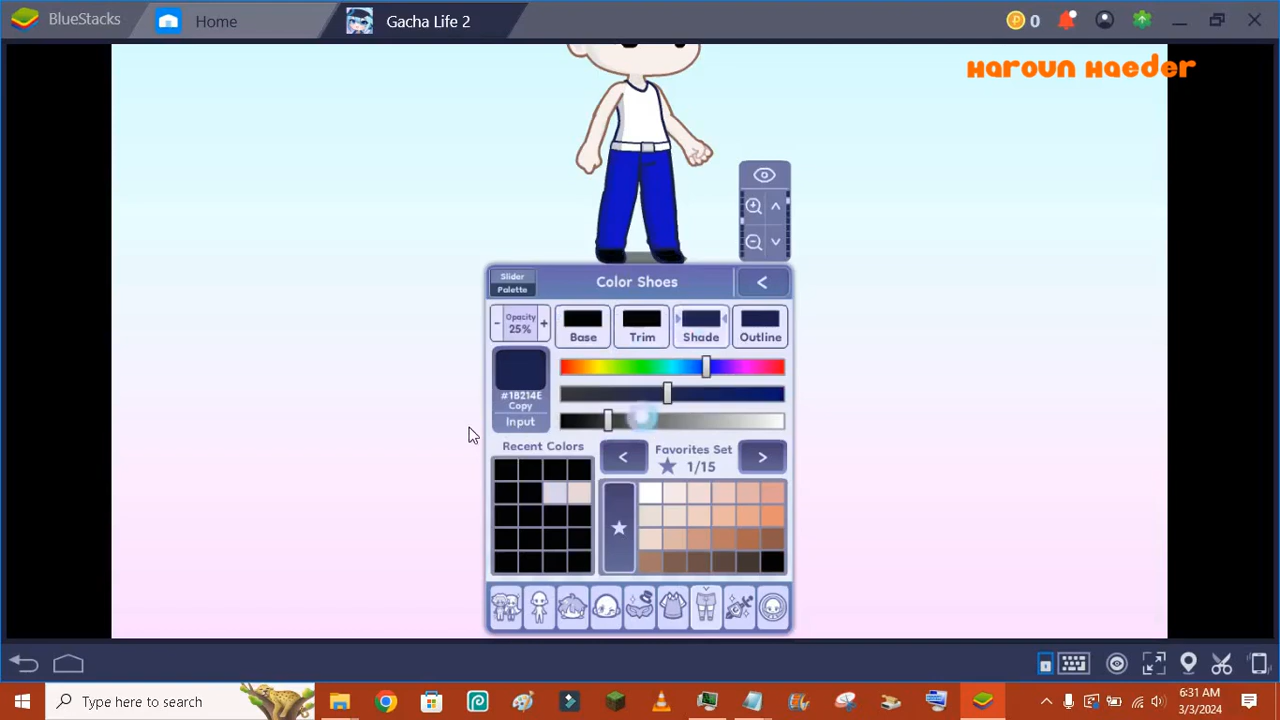 BlueStacks
Home
Gacha Life 2
0
Haroun Haeder
Slider
Palette
Color Shoes
<
- Opacity 25% +
Base
Trim
Shade
Outline
#1B214E
Copy
Input
Recent Colors
<
Favorites Set
1/15
>
Type here to search
6:31 AM
3/3/2024